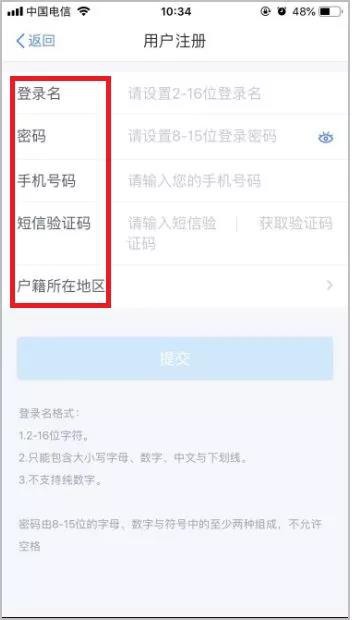 中国电信 10:34 48%
返回 用户注册
登录名 请设置2-16位登录名
密码 请设置8-15位登录密码
手机号码 请输入您的手机号码
短信验证码 请输入短信验 获取验证码
证码
户籍所在地区
提交
登录名格式：
1.2-16位字符。
2.只能包含大小写字母、数字、中文与下划线。
3.不支持纯数字。
密码由8-15位的字母、数字与符号中的至少两种组成，不允许
空格